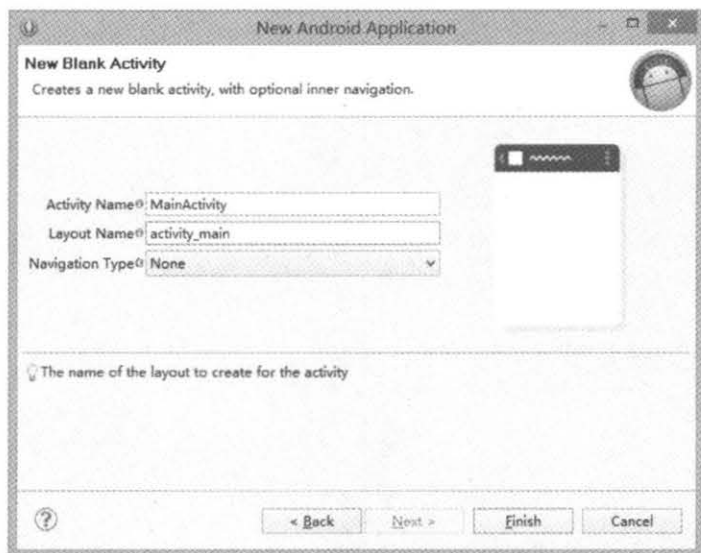 New Android Application
New Blank Activity
Creates a new blank activity, with optional inner navigation.
Activity Name MainActivity
Layout Name activity_main
Navigation Type None
The name of the layout to create for the activity
< Back
Next >
Finish
Cancel